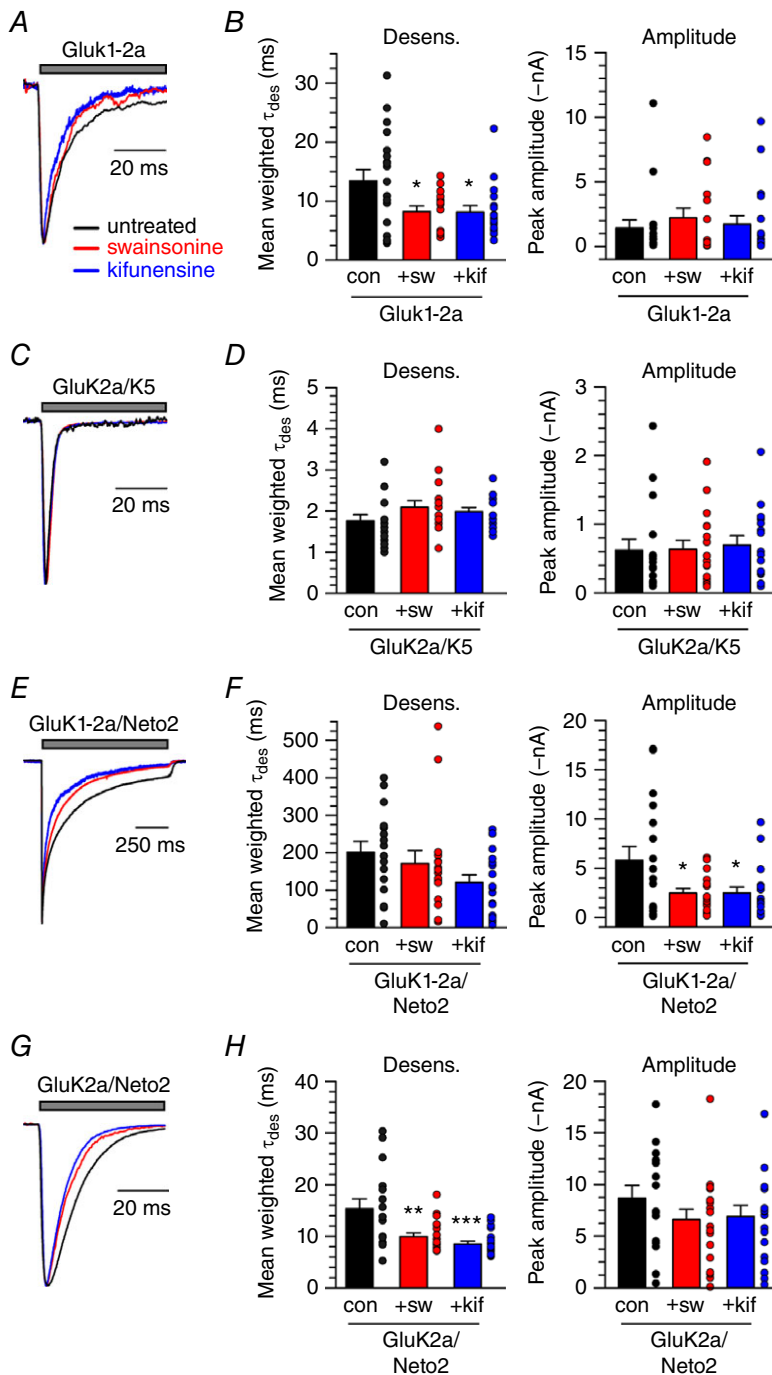 A
Gluk1-2a
20 ms
untreated
swainsonine
kifunensine
B
Desens.
Mean weighted τdes (ms)
30
20
10
0
con +sw +kif
Gluk1-2a
Amplitude
Peak amplitude (–nA)
15
10
5
0
con +sw +kif
Gluk1-2a
* *
C
GluK2a/K5
20 ms
D
Desens.
Mean weighted τdes (ms)
5
4
3
2
1
0
con +sw +kif
GluK2a/K5
Amplitude
Peak amplitude (–nA)
3
2
1
0
con +sw +kif
GluK2a/K5
E
GluK1-2a/Neto2
250 ms
F
Desens.
Mean weighted τdes (ms)
500
400
300
200
100
0
con +sw +kif
GluK1-2a/
Neto2
Amplitude
Peak amplitude (–nA)
20
15
10
5
0
* *
con +sw +kif
GluK1-2a/
Neto2
G
GluK2a/Neto2
20 ms
H
Desens.
Mean weighted τdes (ms)
40
30
20
10
0
** ***
con +sw +kif
GluK2a/
Neto2
Amplitude
Peak amplitude (–nA)
20
15
10
5
0
con +sw +kif
GluK2a/
Neto2